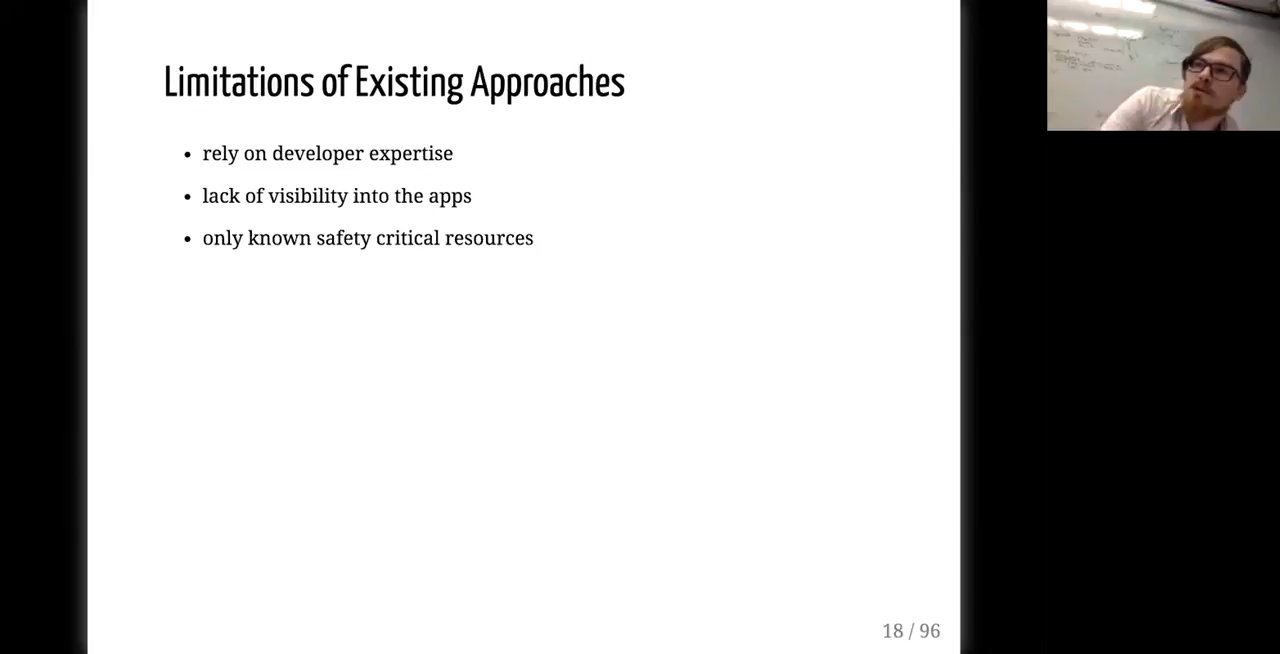 Limitations of Existing Approaches
• rely on developer expertise
• lack of visibility into the apps
• only known safety critical resources
18 / 96